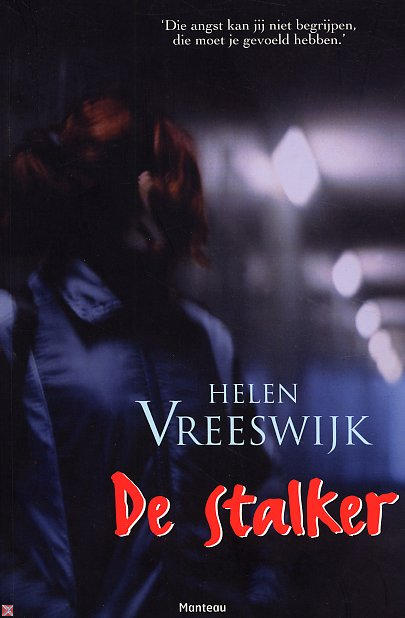 'Die angst kan jij niet begrijpen,
die moet je gevoeld hebben.'
HELEN
VREESWIJK
De stalker
Manteau